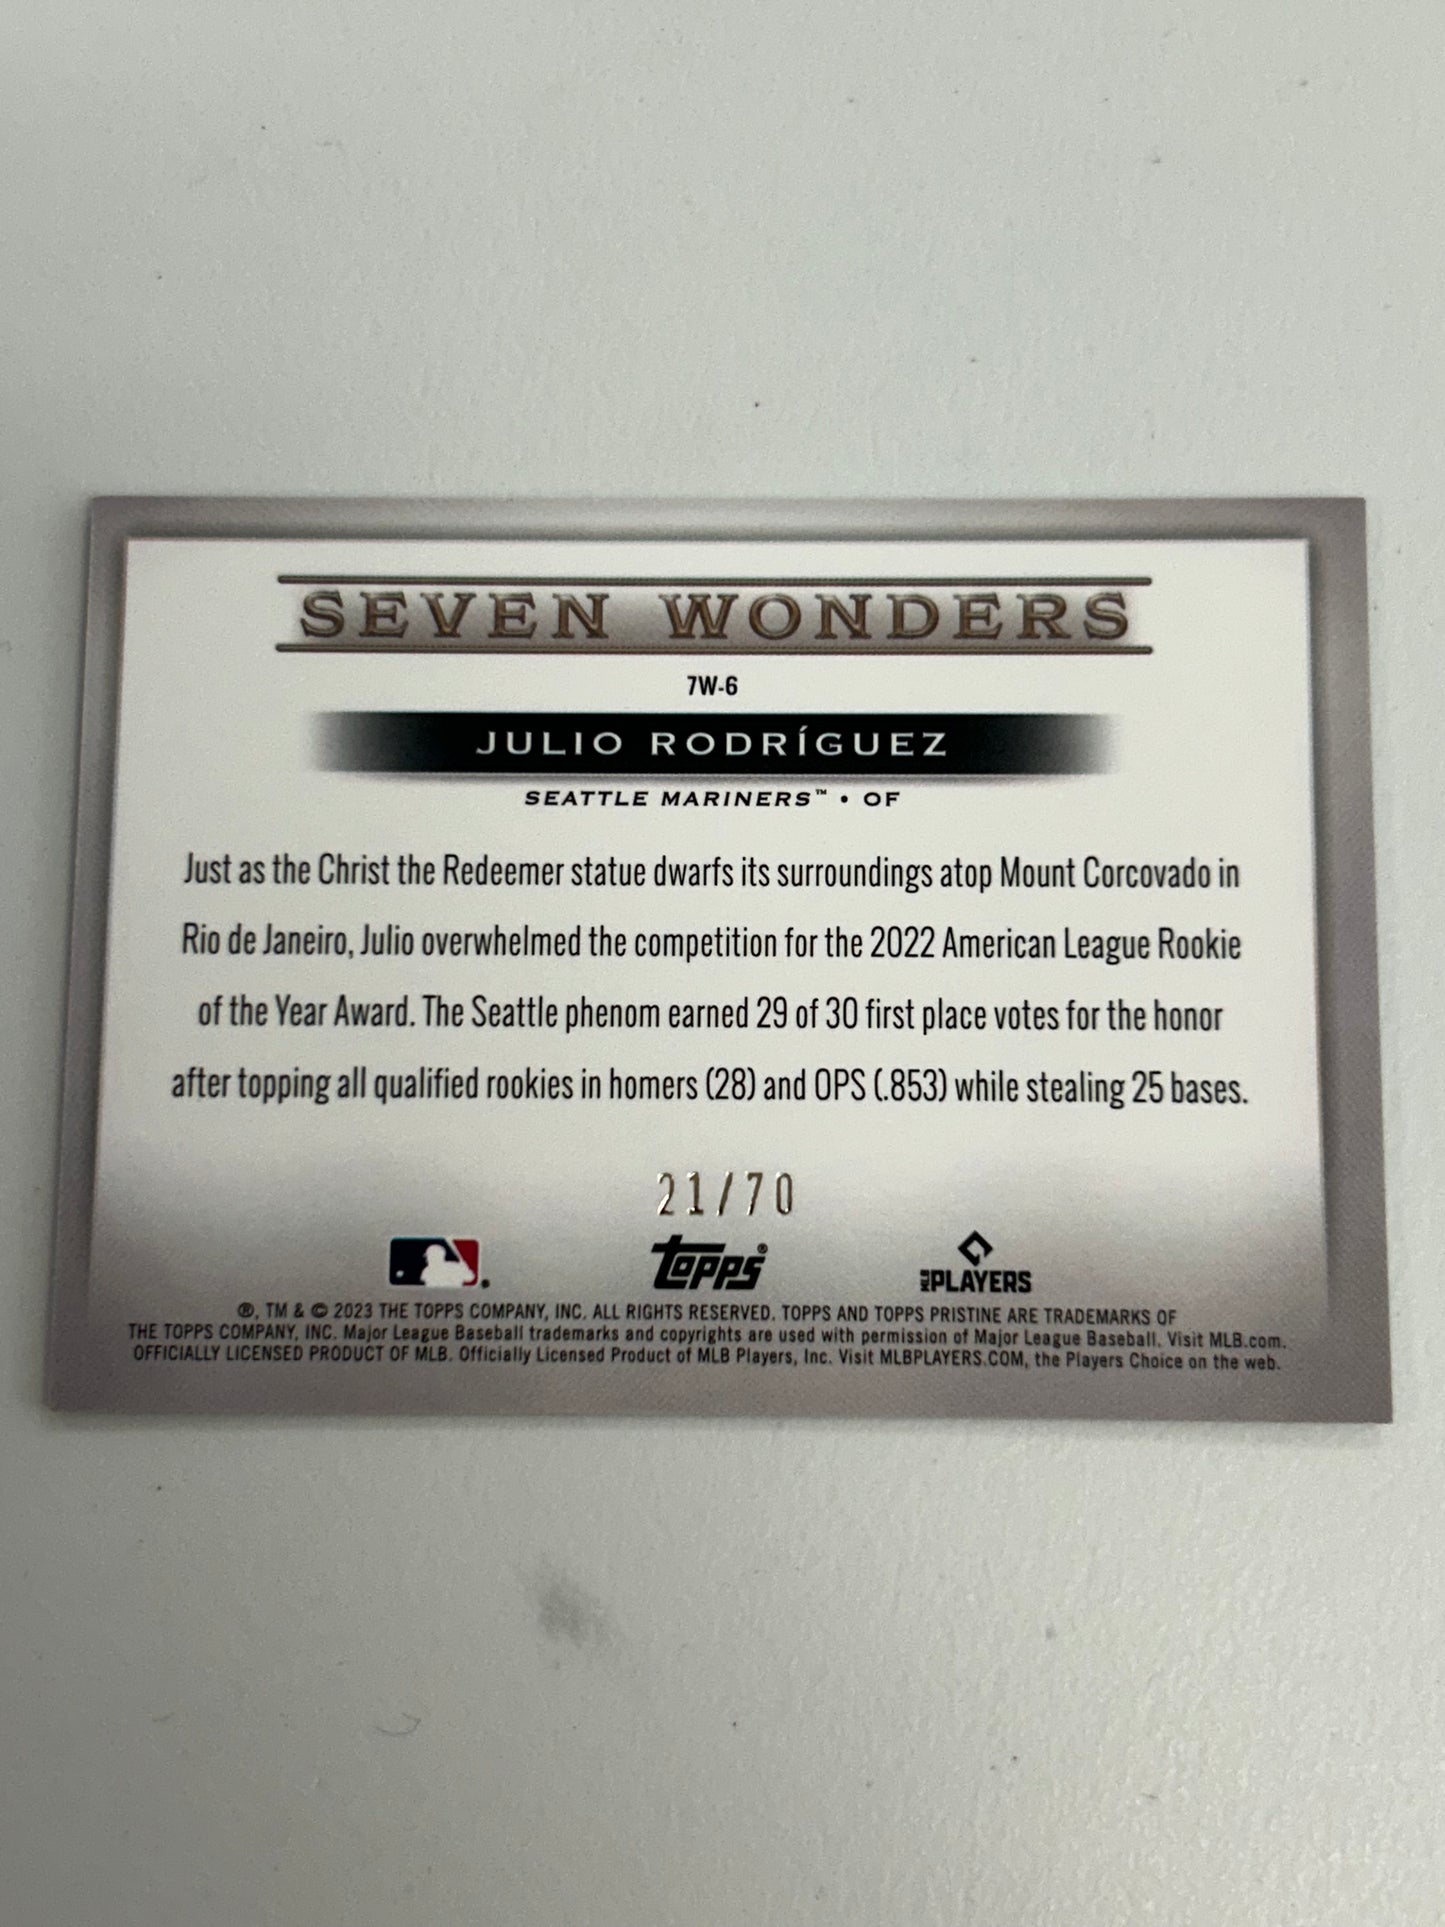 SEVEN WONDERS
7W-6
JULIO RODRÍGUEZ
SEATTLE MARINERS™ • OF
Just as the Christ the Redeemer statue dwarfs its surroundings atop Mount Corcovado in
Rio de Janeiro, Julio overwhelmed the competition for the 2022 American League Rookie
of the Year Award. The Seattle phenom earned 29 of 30 first place votes for the honor
after topping all qualified rookies in homers (28) and OPS (.853) while stealing 25 bases.
21/70
topps® MLB PLAYERS
®, TM & © 2023 THE TOPPS COMPANY, INC. ALL RIGHTS RESERVED. TOPPS AND TOPPS PRISTINE ARE TRADEMARKS OF
THE TOPPS COMPANY, INC. Major League Baseball trademarks and copyrights are used with permission of Major League Baseball. Visit MLB.com.
OFFICIALLY LICENSED PRODUCT OF MLB. Officially Licensed Product of MLB Players, Inc. Visit MLBPLAYERS.COM, the Players Choice on the web.